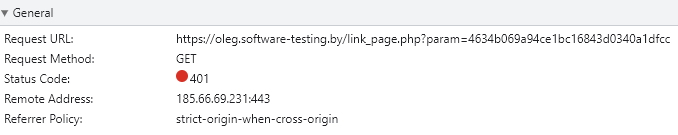 General
Request URL: https://oleg.software-testing.by/link_page.php?param=4634b069a94ce1bc16843d0340a1dfcc
Request Method: GET
Status Code: 401
Remote Address: 185.66.69.231:443
Referrer Policy: strict-origin-when-cross-origin